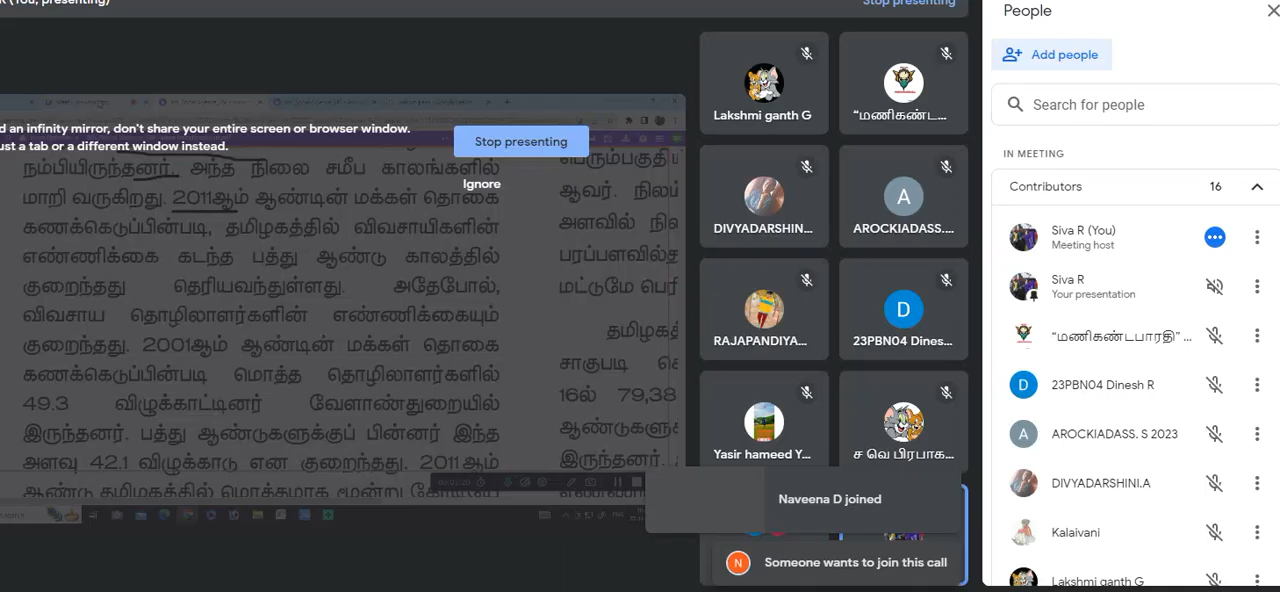 (You, presenting)
Stop presenting
d an infinity mirror, don't share your entire screen or browser window.
ust a tab or a different window instead.
Stop presenting
Ignore
நம்பியிருந்தனர். அந்த நிலை சமீப காலங்களில்
மாறி வருகிறது. 2011ஆம் ஆண்டின் மக்கள் தொகை
கணக்கெடுப்பின்படி, தமிழகத்தில் விவசாயிகளின்
எண்ணிக்கை கடந்த பத்து ஆண்டு காலத்தில்
குறைந்தது தெரியவந்துள்ளது. அதேபோல்,
விவசாய தொழிலாளர்களின் எண்ணிக்கையும்
குறைந்தது. 2001ஆம் ஆண்டின் மக்கள் தொகை
கணக்கெடுப்பின்படி மொத்த தொழிலாளர்களில்
49.3 விழுக்காட்டினர் வேளாண்துறையில்
இருந்தனர். பத்து ஆண்டுகளுக்குப் பின்னர் இந்த
அளவு 42.1 விழுக்காடு என குறைந்தது. 2011ஆம்
ஆண்டு தமிழகத்தில் மொத்தமாக மூன்று
பெரும்பகுதி
ஆவர். நிலம்
அளவில் நில
பரப்பளவில்
மட்டுமே பெரி
தமிழகத்
சாகுபடி செ
16ல் 79,38
ஆண்டுகளு
இருந்தனர்.
Lakshmi ganth G
“மணிகண்ட...
DIVYADARSHIN...
AROCKIADASS....
RAJAPANDIYA...
D
23PBN04 Dines...
A
Yasir hameed Y...
ச வெ பிரபாக...
Naveena D joined
N
Someone wants to join this call
People
Add people
Search for people
IN MEETING
Contributors 16
Siva R (You)
Meeting host
Siva R
Your presentation
“மணிகண்டபாரதி” ...
D 23PBN04 Dinesh R
A AROCKIADASS. S 2023
DIVYADARSHINI.A
Kalaivani
Lakshmi ganth G